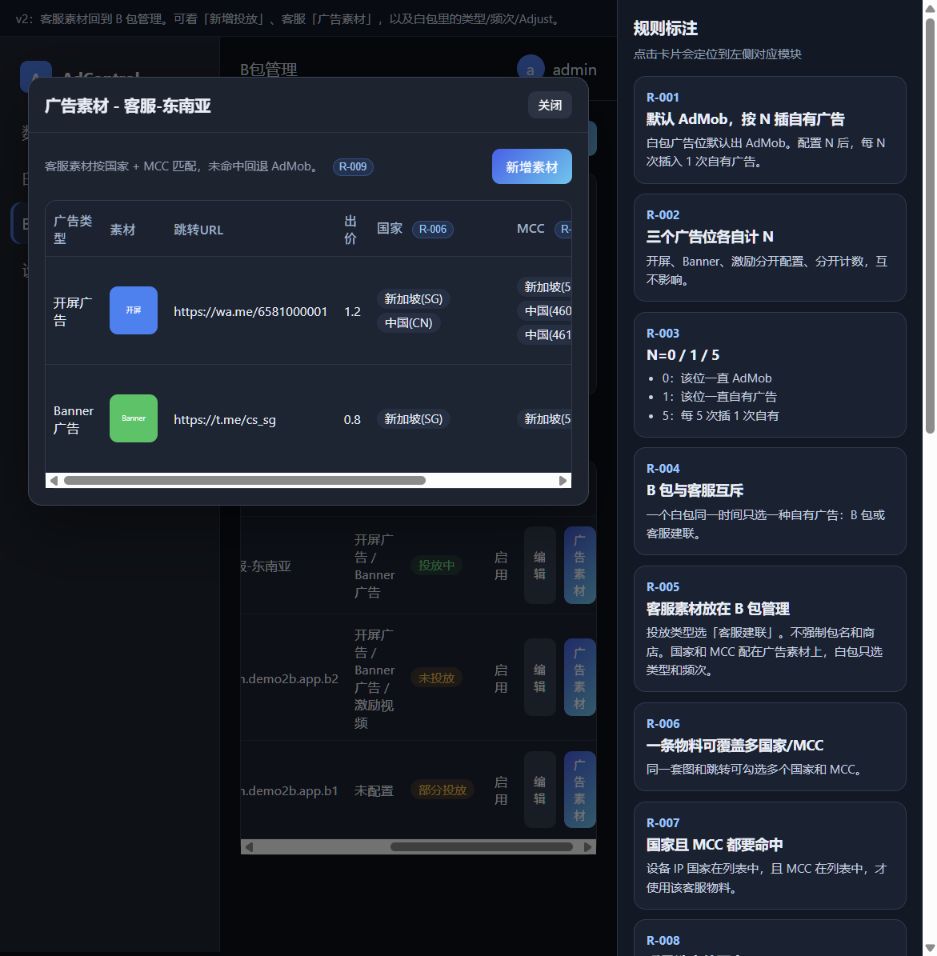 v2：客服素材回到 B 包管理。可看「新增投放」、客服「广告素材」，以及白包里的类型/频次/Adjust。
AdControl
B包管理
a
admin
广告素材 - 客服-东南亚
关闭
客服素材按国家 + MCC 匹配，未命中回退 AdMob。
R-009
新增素材
广告类型
素材
跳转URL
出价
国家
R-006
MCC
R-
开屏广告
开屏
https://wa.me/6581000001
1.2
新加坡(SG)
中国(CN)
新加坡(5
中国(460
中国(461
Banner
广告
Banner
https://t.me/cs_sg
0.8
新加坡(SG)
新加坡(5
-东南亚
开屏广
告 /
Banner
广告
投放中
启用
编辑
广告素材
n.demo2b.app.b2
开屏广
告 /
Banner
广告 /
激励视
频
未投放
启用
编辑
广告素材
n.demo2b.app.b1
未配置
部分投放
启用
编辑
广告素材
规则标注
点击卡片会定位到左侧对应模块
R-001
默认 AdMob，按 N 插自有广告
白包广告位默认出 AdMob。配置 N 后，每 N
次插入 1 次自有广告。
R-002
三个广告位各自计 N
开屏、Banner、激励分开配置、分开计数，互
不影响。
R-003
N=0 / 1 / 5
• 0：该位一直 AdMob
• 1：该位一直自有广告
• 5：每 5 次插 1 次自有
R-004
B 包与客服互斥
一个白包同一时间只选一种自有广告：B 包或
客服建联。
R-005
客服素材放在 B 包管理
投放类型选「客服建联」。不强制包名和商
店。国家和 MCC 配在广告素材上，白包只选
类型和频次。
R-006
一条物料可覆盖多国家/MCC
同一套图和跳转可勾选多个国家和 MCC。
R-007
国家且 MCC 都要命中
设备 IP 国家在列表中，且 MCC 在列表中，才
使用该客服物料。
R-008